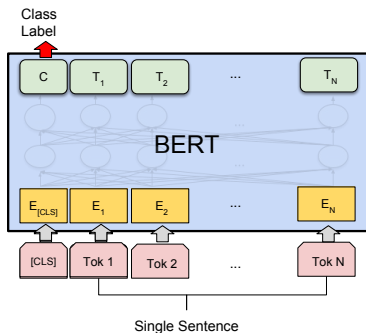 Class
Label
C T1 T2 ... TN
...
BERT
...
E[CLS] E1 E2 ... EN
[CLS] Tok 1 Tok 2 ... Tok N
Single Sentence